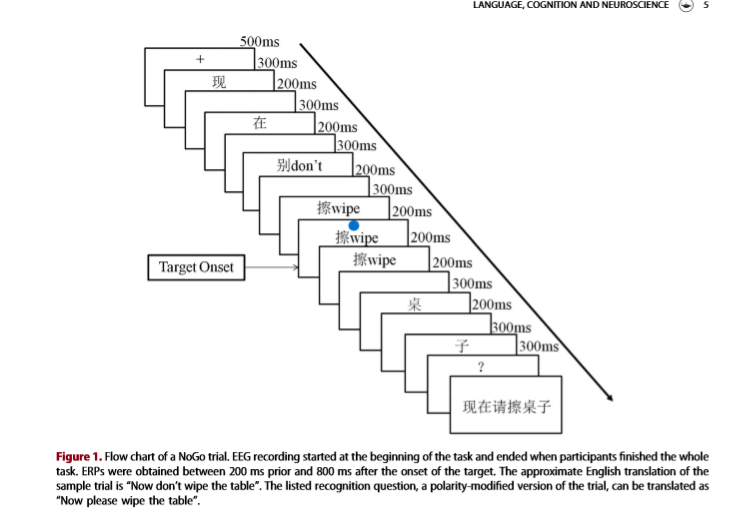 LANGUAGE, COGNITION AND NEUROSCIENCE 5
500ms
+
300ms
现
200ms
300ms
在
200ms
300ms
别don't
200ms
300ms
擦wipe
200ms
擦wipe
200ms
擦wipe
Target Onset
200ms
300ms
桌
200ms
300ms
子
300ms
?
现在请擦桌子
Figure 1. Flow chart of a NoGo trial. EEG recording started at the beginning of the task and ended when participants finished the whole
task. ERPs were obtained between 200 ms prior and 800 ms after the onset of the target. The approximate English translation of the
sample trial is “Now don’t wipe the table”. The listed recognition question, a polarity-modified version of the trial, can be translated as
“Now please wipe the table”.